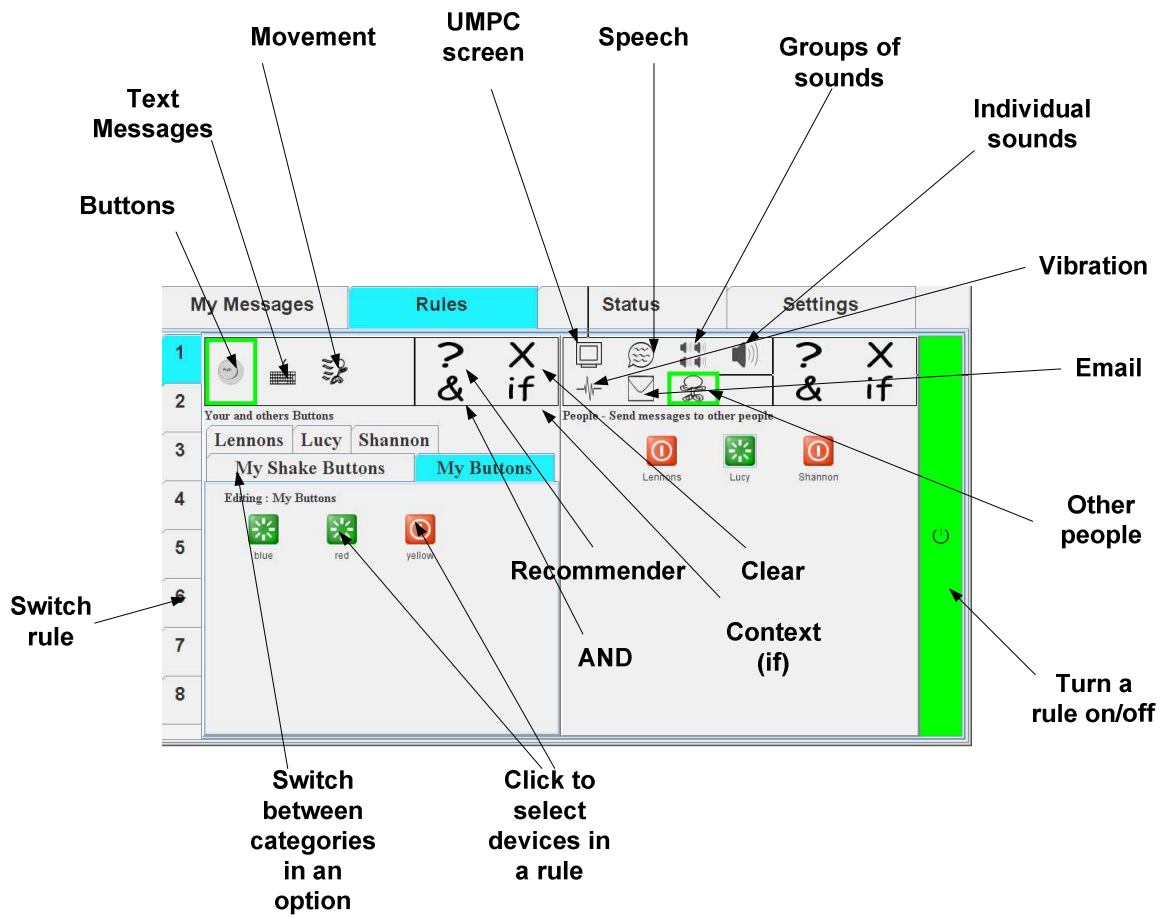 UMPC
screen
Movement
Speech
Groups of
sounds
Text
Messages
Individual
sounds
Buttons
Vibration
My Messages
Rules
Status
Settings
1
2
3
4
5
6
7
8
? X
& if
? X
& if
Your and others Buttons
People - Send messages to other people
Lennons
Lucy
Shannon
My Shake Buttons
My Buttons
Editing : My Buttons
blue
red
yellow
Lennons
Lucy
Shannon
Email
Other
people
Recommender
Clear
AND
Context
(if)
Switch
rule
Turn a
rule on/off
Switch
between
categories
in an
option
Click to
select
devices in
a rule